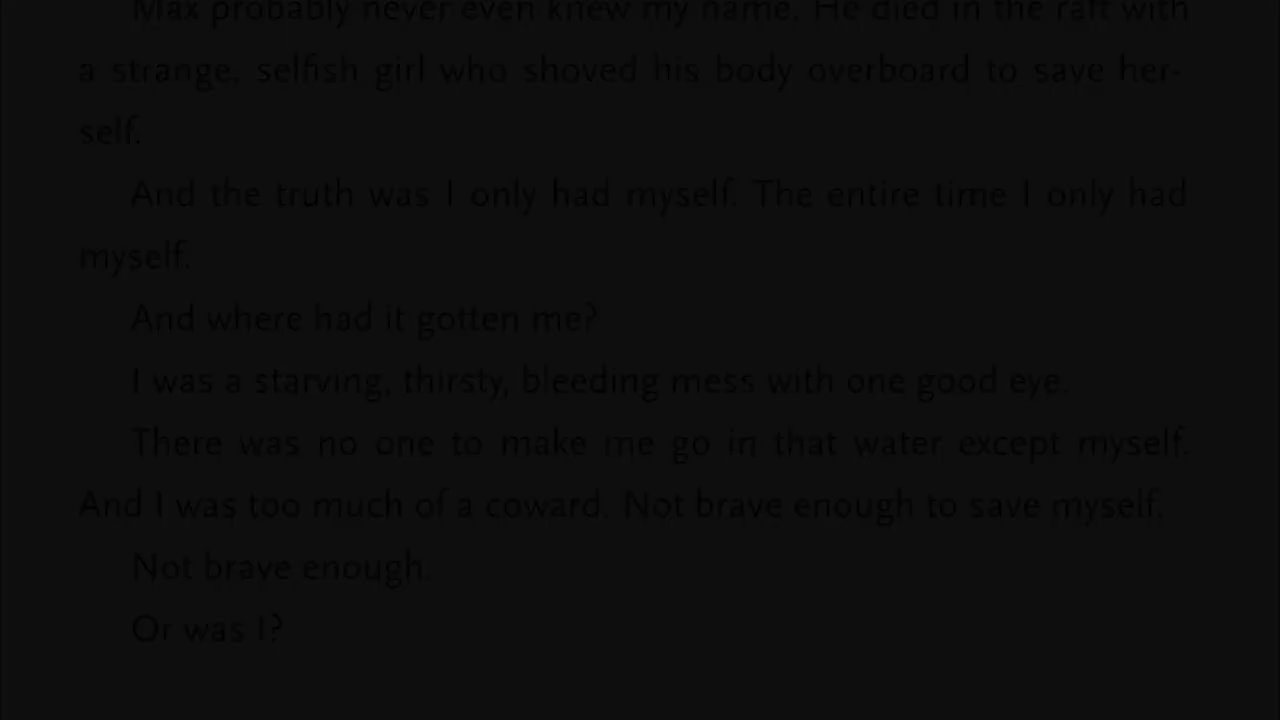 Max probably never even knew my name. He died in the raft with
a strange, selfish girl who shoved his body overboard to save her-
self.
And the truth was I only had myself. The entire time I only had
myself.
And where had it gotten me?
I was a starving, thirsty, bleeding mess with one good eye.
There was no one to make me go in that water except myself.
And I was too much of a coward. Not brave enough to save myself.
Not brave enough.
Or was I?